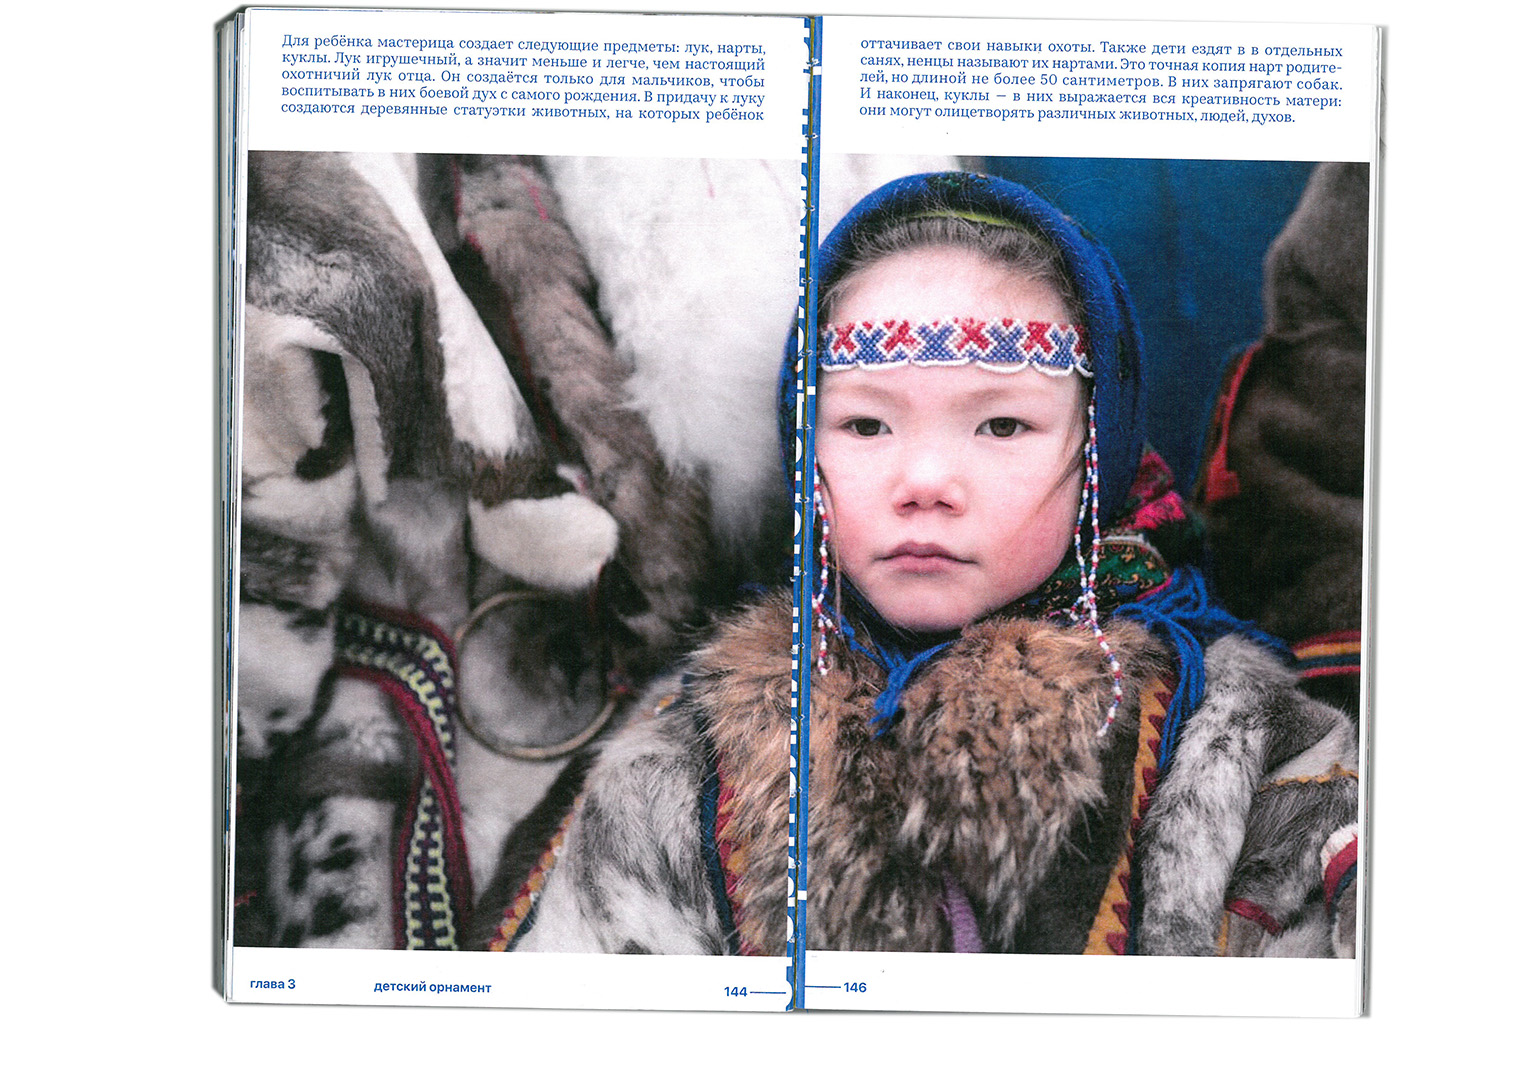 Для ребёнка мастерица создает следующие предметы: лук, нарты,
куклы. Лук игрушечный, а значит меньше и легче, чем настоящий
охотничий лук отца. Он создаётся только для мальчиков, чтобы
воспитывать в них боевой дух с самого рождения. В придачу к луку
создаются деревянные статуэтки животных, на которых ребёнок
оттачивает свои навыки охоты. Также дети ездят в в отдельных
санях, ненцы называют их нартами. Это точная копия нарт родите-
лей, но длиной не более 50 сантиметров. В них запрягают собак.
И наконец, куклы — в них выражается вся креативность матери:
они могут олицетворять различных животных, людей, духов.
глава 3
детский орнамент
144
146